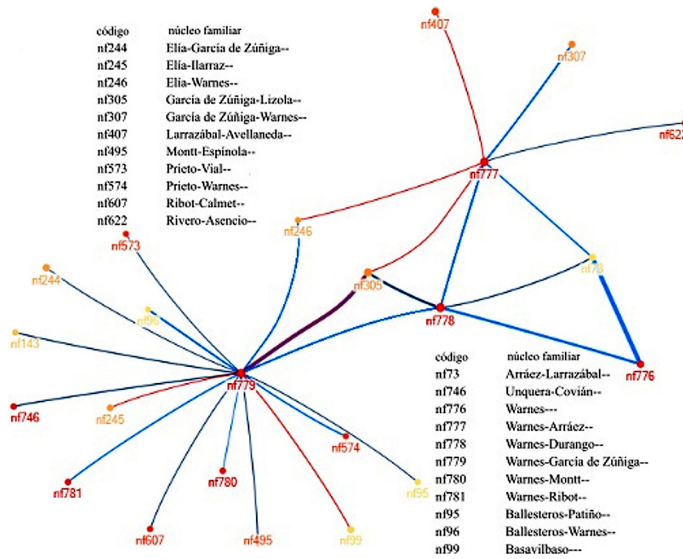 código núcleo familiar
nf244 Elía-García de Zúñiga--
nf245 Elía-Ilarraz--
nf246 Elía-Warnes--
nf305 García de Zúñiga-Lizola--
nf307 García de Zúñiga-Warnes--
nf407 Larrazábal-Avellaneda--
nf495 Montt-Espínola--
nf573 Prieto-Vial--
nf574 Prieto-Warnes--
nf607 Ribot-Calmet--
nf622 Rivero-Asencio--
nf407
nf307
nf622
nf777
nf246
nf573
nf73
nf244
nf305
nf96
nf778
nf143
nf776
nf779
nf746
nf245
nf574
nf780
nf781
nf95
nf607
nf495
nf99
código núcleo familiar
nf73 Arráez-Larrazábal--
nf746 Unquera-Covián--
nf776 Warnes---
nf777 Warnes-Arráez--
nf778 Warnes-Durango--
nf779 Warnes-García de Zúñiga--
nf780 Warnes-Montt--
nf781 Warnes-Ribot--
nf95 Ballesteros-Patiño--
nf96 Ballesteros-Warnes--
nf99 Basavilbaso---